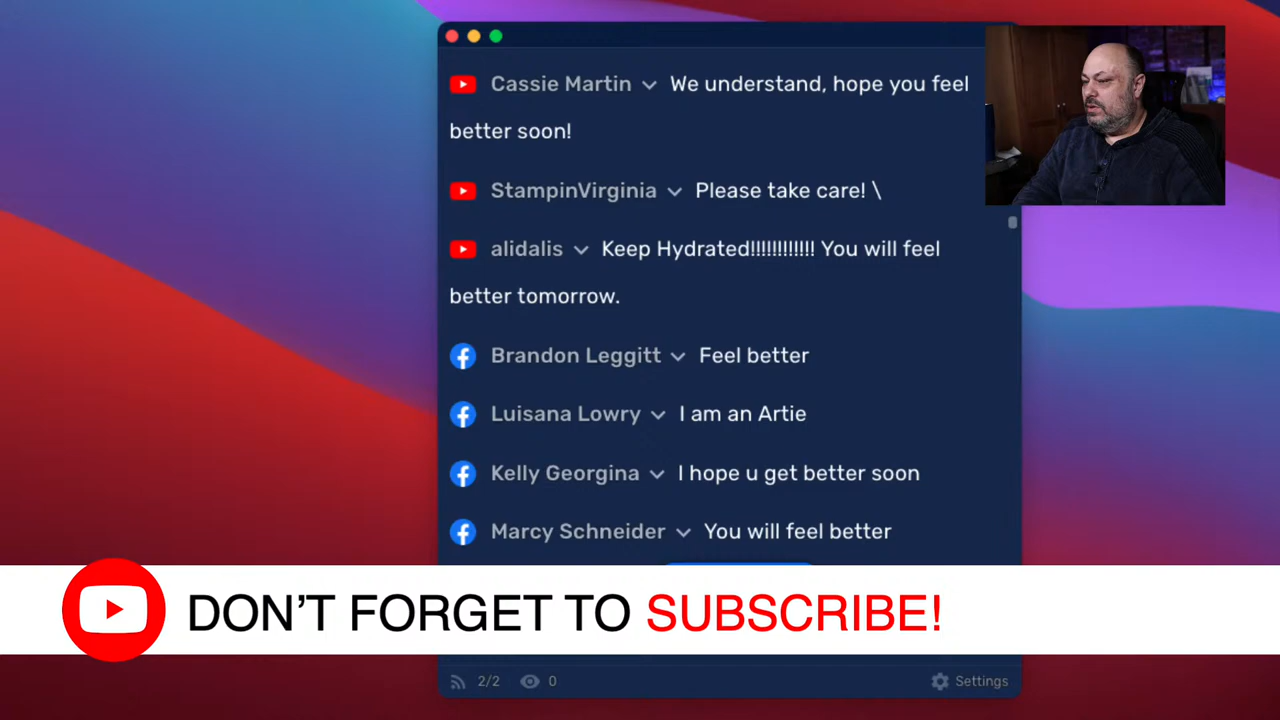 Cassie Martin We understand, hope you feel
better soon!
StampinVirginia Please take care! \
alidalis Keep Hydrated!!!!!!!!!!!! You will feel
better tomorrow.
Brandon Leggitt Feel better
Luisana Lowry I am an Artie
Kelly Georgina I hope u get better soon
Marcy Schneider You will feel better
DON'T FORGET TO SUBSCRIBE!
2/2 0 Settings